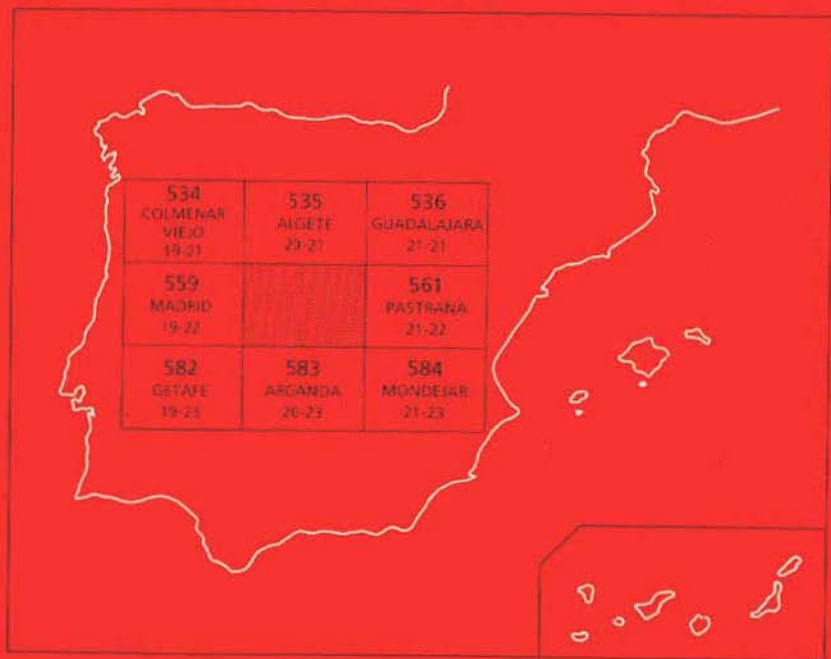 534
COLMENAR
VIEJO
19-21
535
ALGETE
20-21
536
GUADALAJARA
21-21
559
MADRID
19-22
561
PASTRANA
21-22
582
GETAFE
19-23
583
ARGANDA
20-23
584
MONDEJAR
21-23